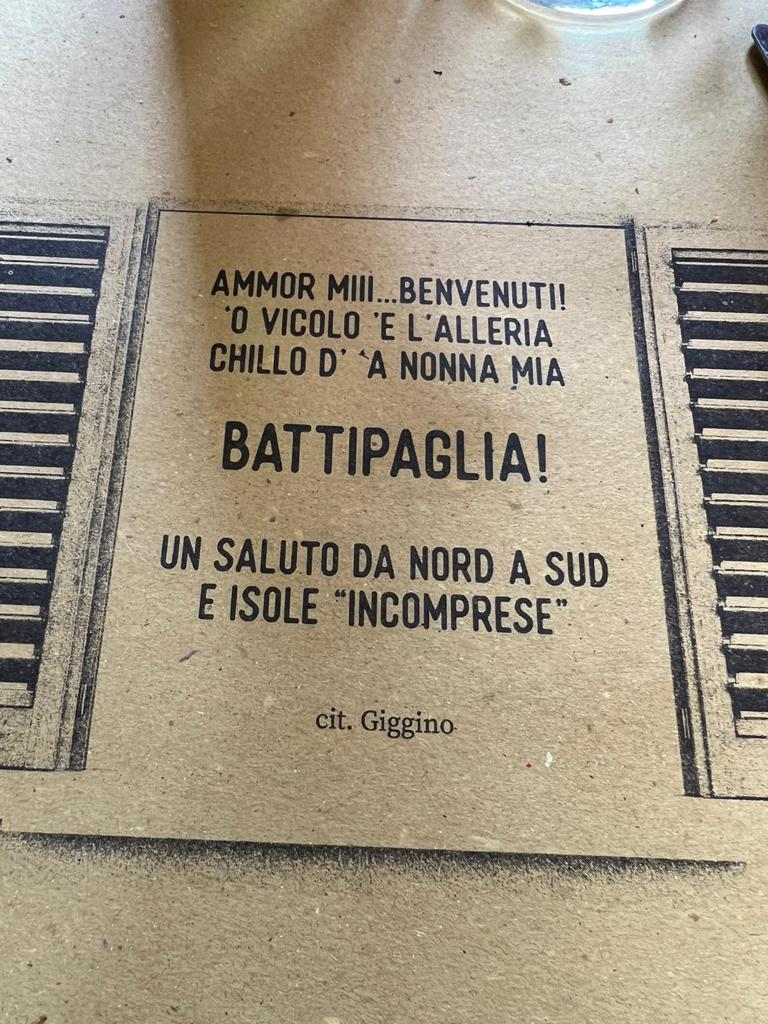 AMMOR MIII...BENVENUTI!
'O VICOLO 'E L'ALLERIA
CHILLO D' 'A NONNA MIA
BATTIPAGLIA!
UN SALUTO DA NORD A SUD
E ISOLE "INCOMPRESE"
cit. Giggino